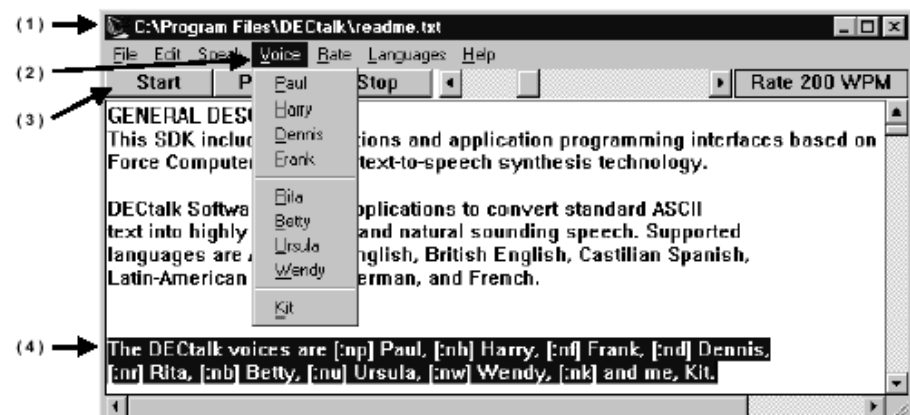 (1) C:\Program Files\DECtalk\readme.txt
File Edit Speak Voice Rate Languages Help
(2)
Start P Stop Rate 200 WPM
(3)
Paul
Harry
Dennis
Frank
Rita
Betty
Ursula
Wendy
Kit
GENERAL DESC
This SDK includ tions and application programming interfaces based on
Force Computer text-to-speech synthesis technology.
DECtalk Softwa pplications to convert standard ASCII
text into highly and natural sounding speech. Supported
languages are nglish, British English, Castilian Spanish,
Latin-American erman, and French.
(4) The DECtalk voices are [:np] Paul, [:nh] Harry, [:nf] Frank, [:nd] Dennis,
[:nr] Rita, [:nb] Betty, [:nu] Ursula, [:nw] Wendy, [:nk] and me, Kit.